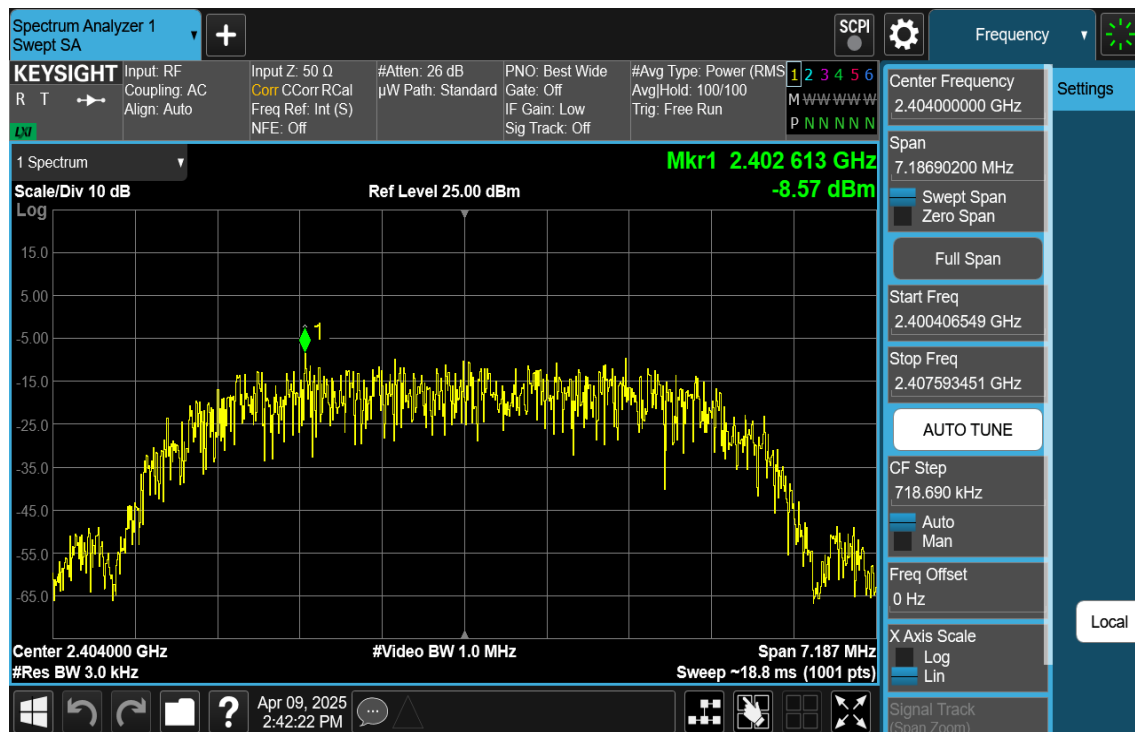 Spectrum Analyzer 1
Swept SA
SCPI
Frequency
KEYSIGHT
R T
LXI
Input: RF
Coupling: AC
Align: Auto
Input Z: 50 Ω
Corr CCorr RCal
Freq Ref: Int (S)
NFE: Off
#Atten: 26 dB
µW Path: Standard
PNO: Best Wide
Gate: Off
IF Gain: Low
Sig Track: Off
#Avg Type: Power (RMS
Avg|Hold: 100/100
Trig: Free Run
1 2 3 4 5 6
M W W W W W
P N N N N N
1 Spectrum
Mkr1 2.402 613 GHz
-8.57 dBm
Scale/Div 10 dB
Ref Level 25.00 dBm
Log
15.0
5.00
-5.00
-15.0
-25.0
-35.0
-45.0
-55.0
-65.0
1
Center 2.404000 GHz
#Video BW 1.0 MHz
Span 7.187 MHz
#Res BW 3.0 kHz
Sweep ~18.8 ms (1001 pts)
Apr 09, 2025
2:42:22 PM
Center Frequency
2.404000000 GHz
Span
7.18690200 MHz
Swept Span
Zero Span
Full Span
Start Freq
2.400406549 GHz
Stop Freq
2.407593451 GHz
AUTO TUNE
CF Step
718.690 kHz
Auto
Man
Freq Offset
0 Hz
X Axis Scale
Log
Lin
Signal Track
(Span Zoom)
Settings
Local